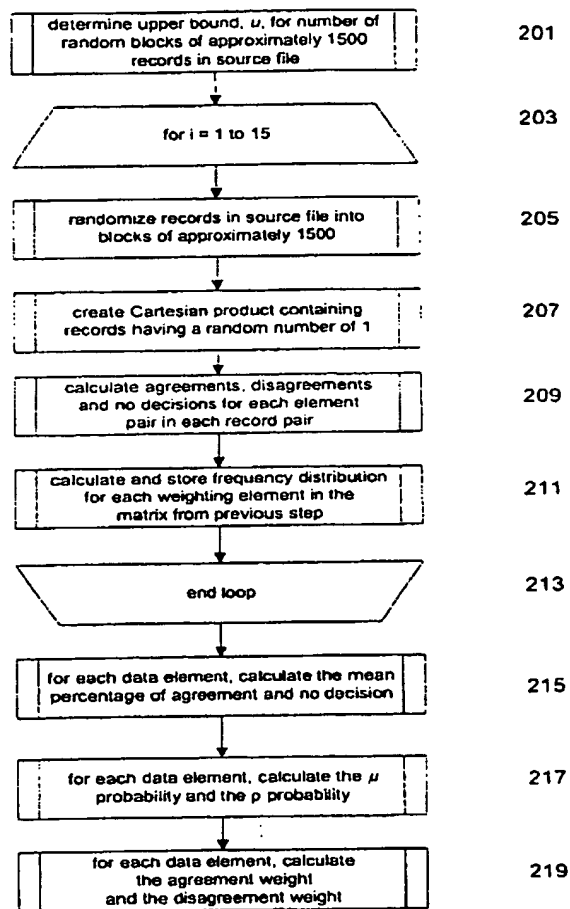 determine upper bound, u, for number of
random blocks of approximately 1500
records in source file
201
for i = 1 to 15
203
randomize records in source file into
blocks of approximately 1500
205
create Cartesian product containing
records having a random number of 1
207
calculate agreements, disagreements
and no decisions for each element
pair in each record pair
209
calculate and store frequency distribution
for each weighting element in the
matrix from previous step
211
end loop
213
for each data element, calculate the mean
percentage of agreement and no decision
215
for each data element, calculate the μ
probability and the ρ probability
217
for each data element, calculate
the agreement weight
and the disagreement weight
219